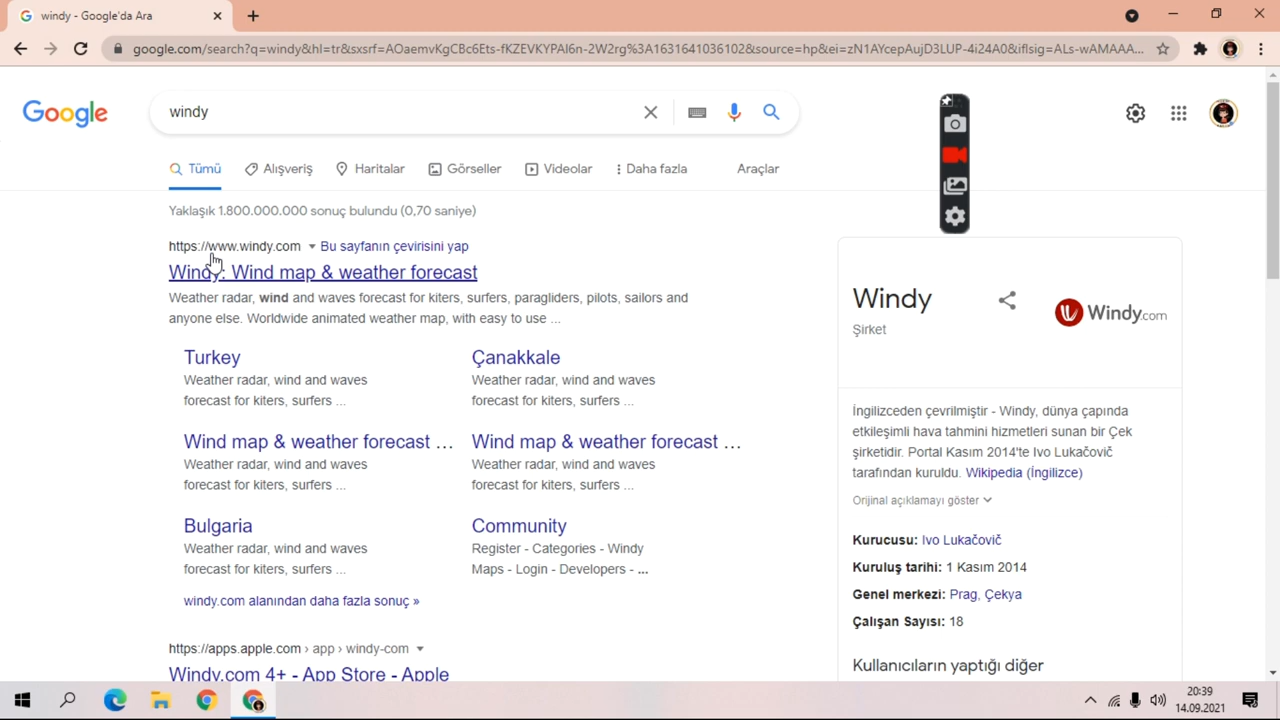 windy - Google'da Ara
google.com/search?q=windy&hl=tr&sxsrf=AOaemvKgCBc6Ets-fKZEVKYPAI6n-2W2rg%3A1631641036102&source=hp&ei=zN1AYcepAujD3LUP-4i24A0&iflsig=ALs-wAMAAA...
Google
windy
Tümü
Alışveriş
Haritalar
Görseller
Videolar
Daha fazla
Araçlar
Yaklaşık 1.800.000.000 sonuç bulundu (0,70 saniye)
https://www.windy.com
Bu sayfanın çevirisini yap
Windy: Wind map & weather forecast
Weather radar, wind and waves forecast for kiters, surfers, paragliders, pilots, sailors and
anyone else. Worldwide animated weather map, with easy to use ...
Turkey
Weather radar, wind and waves
forecast for kiters, surfers ...
Çanakkale
Weather radar, wind and waves
forecast for kiters, surfers ...
Wind map & weather forecast ...
Weather radar, wind and waves
forecast for kiters, surfers ...
Wind map & weather forecast ...
Weather radar, wind and waves
forecast for kiters, surfers ...
Bulgaria
Weather radar, wind and waves
forecast for kiters, surfers ...
Community
Register - Categories - Windy
Maps - Login - Developers - ...
windy.com alanından daha fazla sonuç »
https://apps.apple.com › app › windy-com
Windy.com 4+ - App Store - Apple
Windy
Şirket
Windy.com
İngilizceden çevrilmiştir - Windy, dünya çapında
etkileşimli hava tahmini hizmetleri sunan bir Çek
şirketidir. Portal Kasım 2014'te Ivo Lukačovič
tarafından kuruldu. Wikipedia (İngilizce)
Orijinal açıklamayı göster
Kurucusu: Ivo Lukačovič
Kuruluş tarihi: 1 Kasım 2014
Genel merkezi: Prag, Çekya
Çalışan Sayısı: 18
Kullanıcıların yaptığı diğer
20:39
14.09.2021